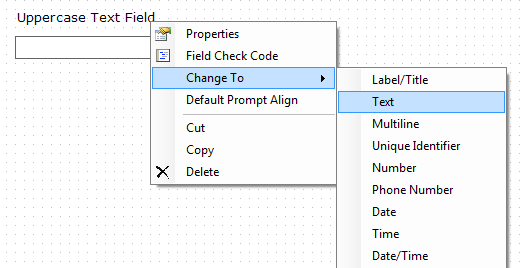 Uppercase Text Field
Properties
Field Check Code
Change To
Default Prompt Align
Cut
Copy
Delete
Label/Title
Text
Multiline
Unique Identifier
Number
Phone Number
Date
Time
Date/Time